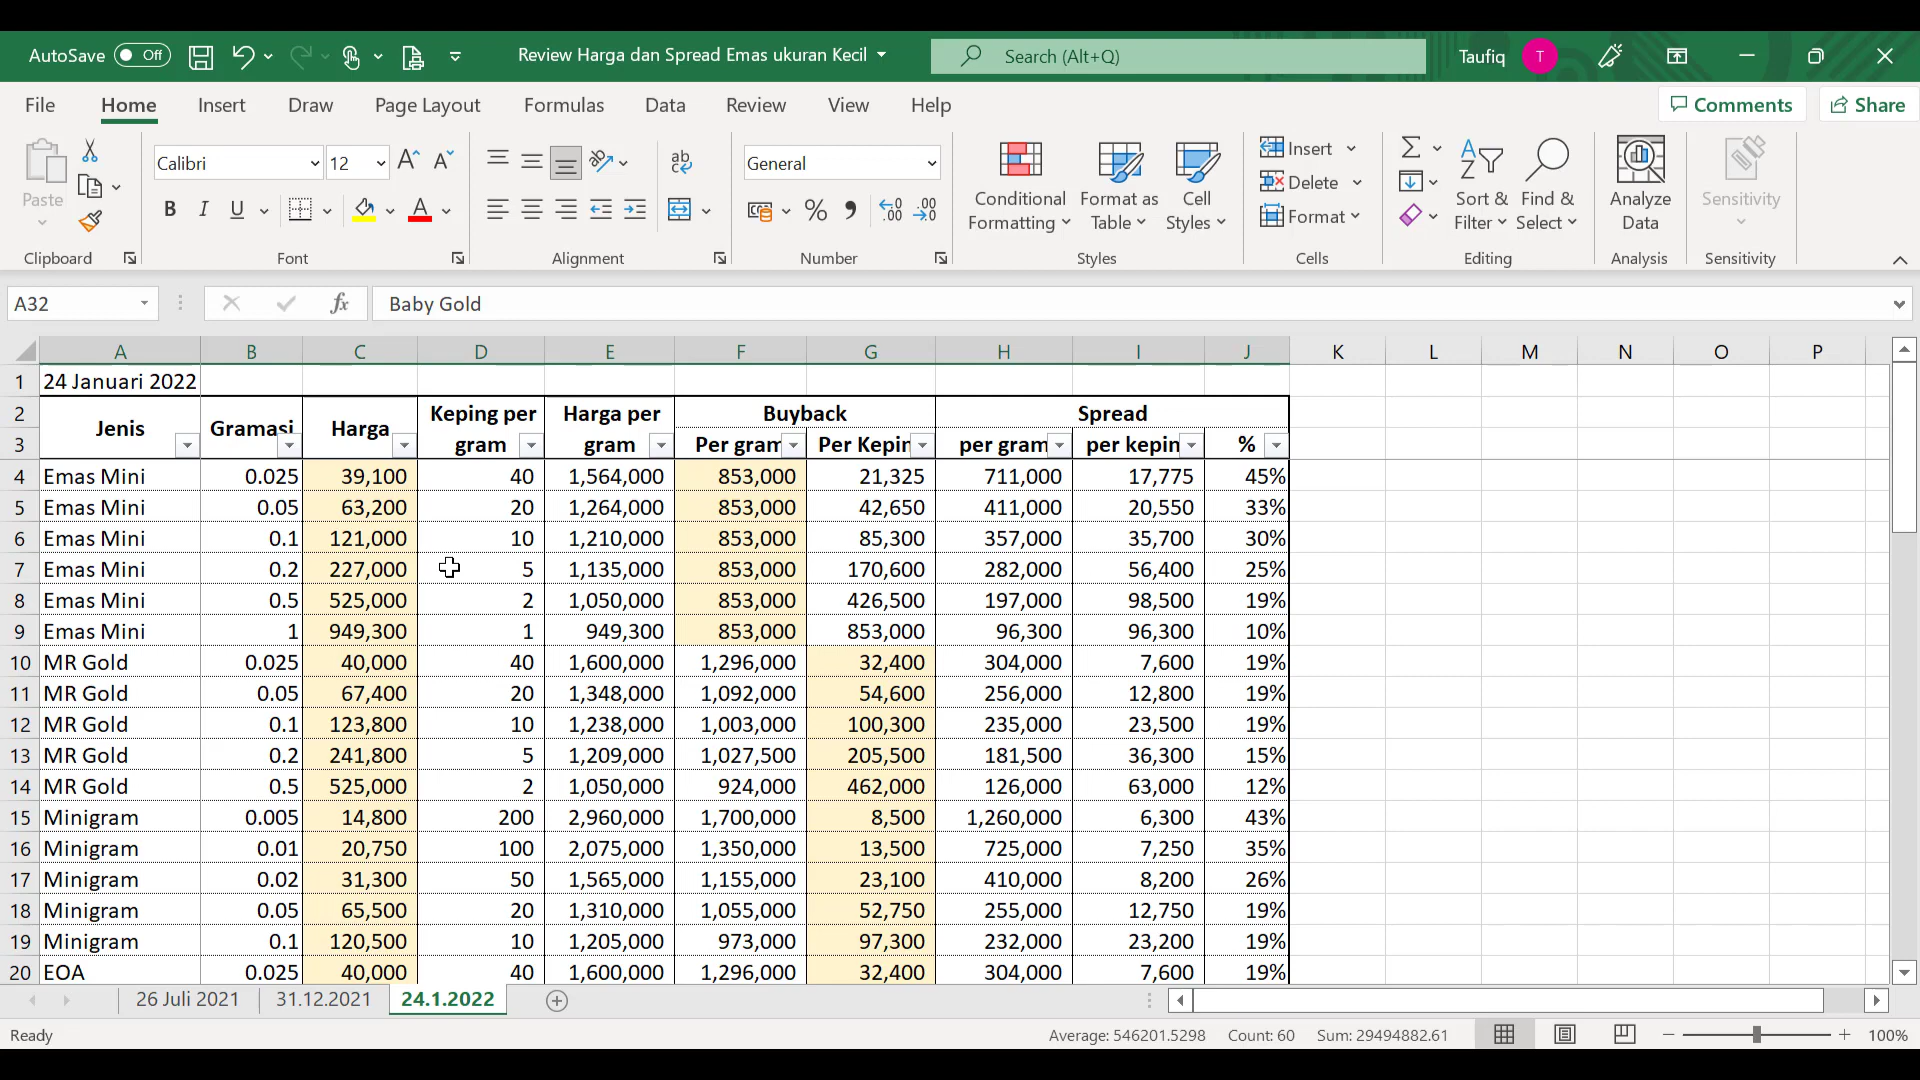 AutoSave Off Review Harga dan Spread Emas ukuran Kecil Search (Alt+Q) Taufiq T
File Home Insert Draw Page Layout Formulas Data Review View Help Comments Share
Paste Calibri 12 General Conditional Formatting Format as Table Cell Styles Insert Delete Format Sort & Filter Find & Select Analyze Data Sensitivity
Clipboard Font Alignment Number Styles Cells Editing Analysis Sensitivity
A32 fx Baby Gold
A B C D E F G H I J K L M N O P
1 24 Januari 2022
2 Jenis Gramasi Harga Keping per gram Harga per gram Buyback Spread
3 Per gram Per Kepin per gram per kepin %
4 Emas Mini 0.025 39,100 40 1,564,000 853,000 21,325 711,000 17,775 45%
5 Emas Mini 0.05 63,200 20 1,264,000 853,000 42,650 411,000 20,550 33%
6 Emas Mini 0.1 121,000 10 1,210,000 853,000 85,300 357,000 35,700 30%
7 Emas Mini 0.2 227,000 5 1,135,000 853,000 170,600 282,000 56,400 25%
8 Emas Mini 0.5 525,000 2 1,050,000 853,000 426,500 197,000 98,500 19%
9 Emas Mini 1 949,300 1 949,300 853,000 853,000 96,300 96,300 10%
10 MR Gold 0.025 40,000 40 1,600,000 1,296,000 32,400 304,000 7,600 19%
11 MR Gold 0.05 67,400 20 1,348,000 1,092,000 54,600 256,000 12,800 19%
12 MR Gold 0.1 123,800 10 1,238,000 1,003,000 100,300 235,000 23,500 19%
13 MR Gold 0.2 241,800 5 1,209,000 1,027,500 205,500 181,500 36,300 15%
14 MR Gold 0.5 525,000 2 1,050,000 924,000 462,000 126,000 63,000 12%
15 Minigram 0.005 14,800 200 2,960,000 1,700,000 8,500 1,260,000 6,300 43%
16 Minigram 0.01 20,750 100 2,075,000 1,350,000 13,500 725,000 7,250 35%
17 Minigram 0.02 31,300 50 1,565,000 1,155,000 23,100 410,000 8,200 26%
18 Minigram 0.05 65,500 20 1,310,000 1,055,000 52,750 255,000 12,750 19%
19 Minigram 0.1 120,500 10 1,205,000 973,000 97,300 232,000 23,200 19%
20 EOA 0.025 40,000 40 1,600,000 1,296,000 32,400 304,000 7,600 19%
26 Juli 2021 31.12.2021 24.1.2022
Ready Average: 546201.5298 Count: 60 Sum: 29494882.61 100%